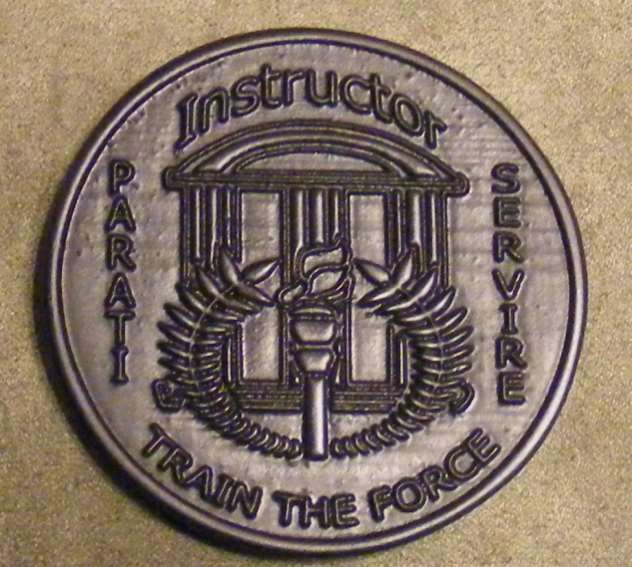 Instructor
PARATI
SERVIRE
TRAIN THE FORCE